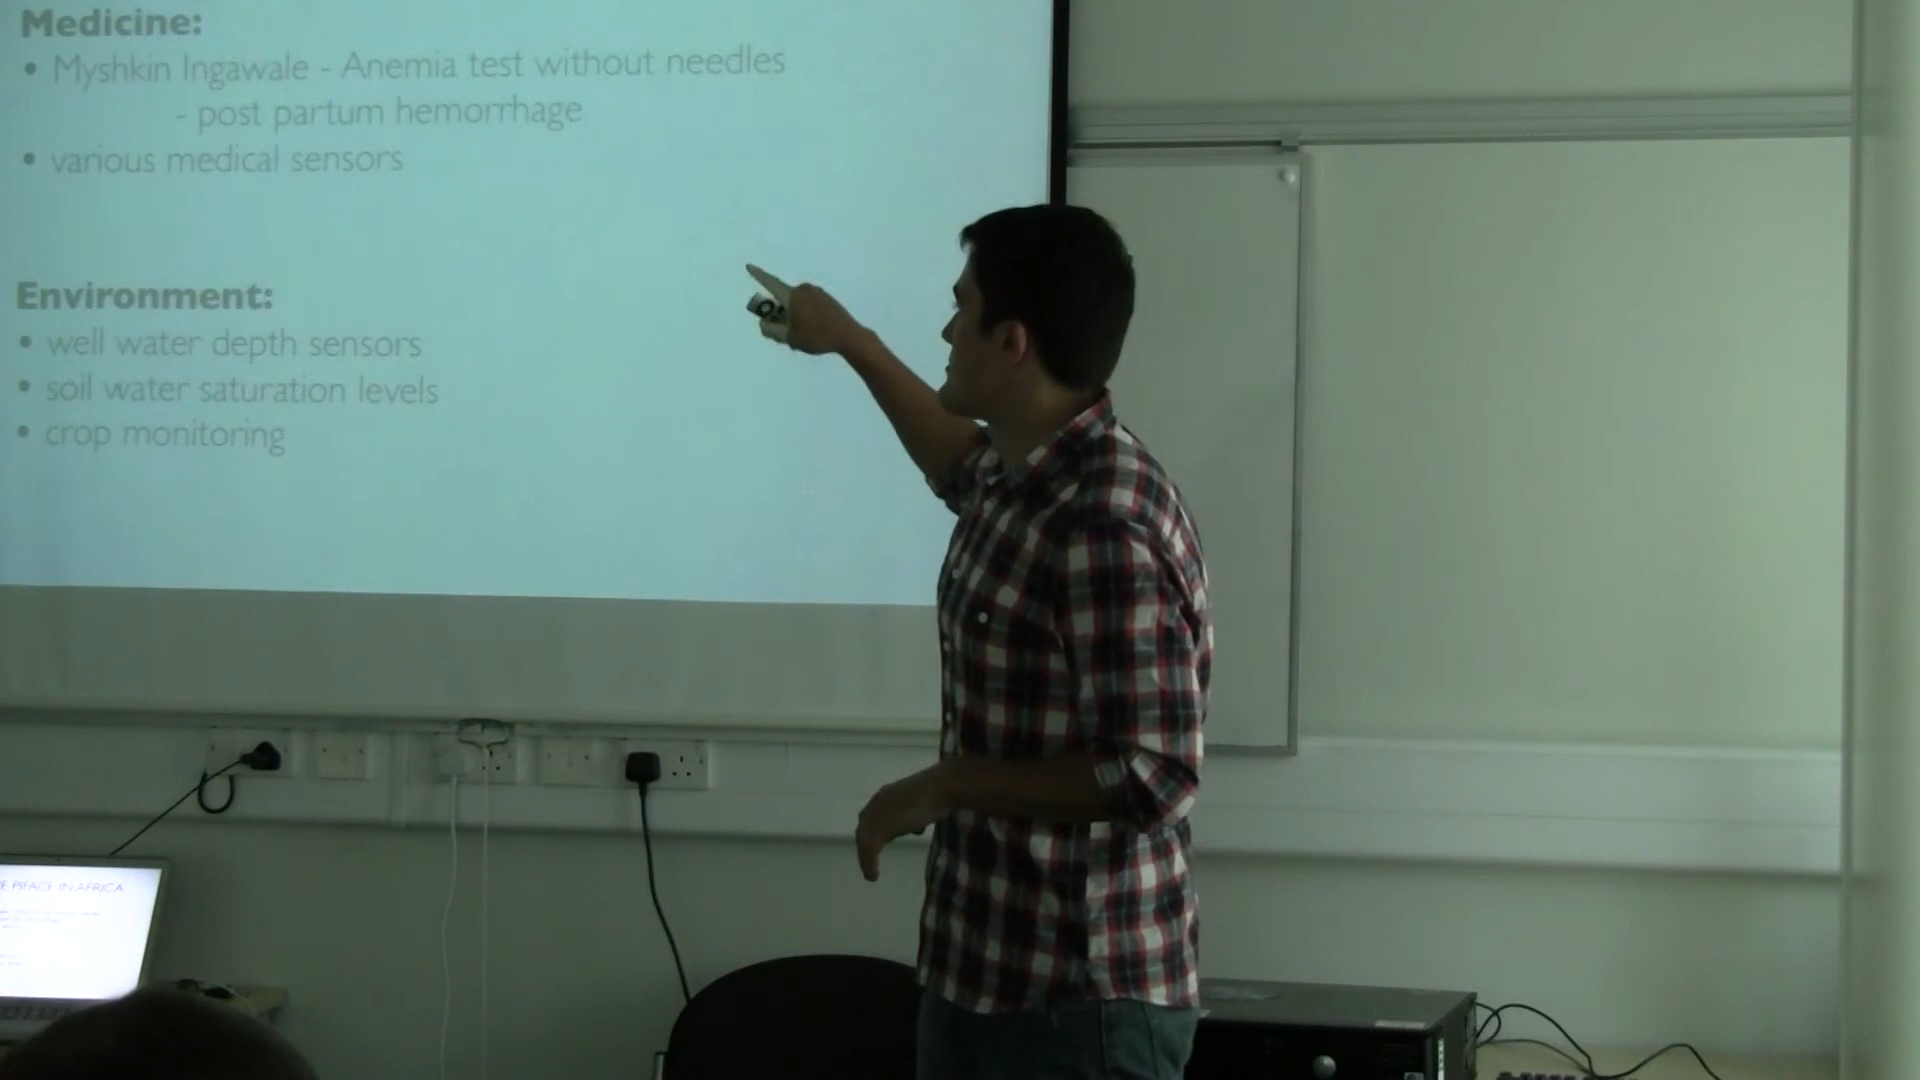 Medicine:
• Myshkin Ingawale - Anemia test without needles
- post partum hemorrhage
• various medical sensors
Environment:
• well water depth sensors
• soil water saturation levels
• crop monitoring
PIFACE IN AFRICA